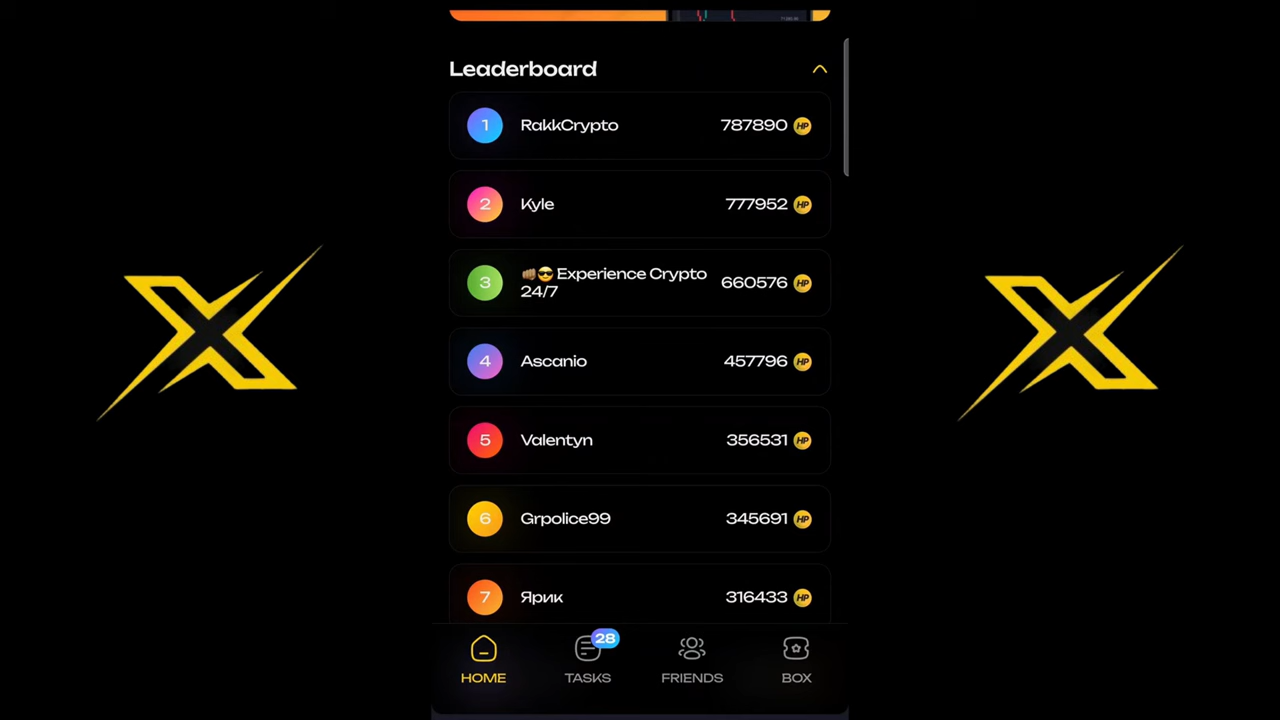 Leaderboard
1 RakkCrypto 787890 HP
2 Kyle 777952 HP
3 👊🏽😎Experience Crypto 24/7 660576 HP
4 Ascanio 457796 HP
5 Valentyn 356531 HP
6 Grpolice99 345691 HP
7 Ярик 316433 HP
28
HOME TASKS FRIENDS BOX